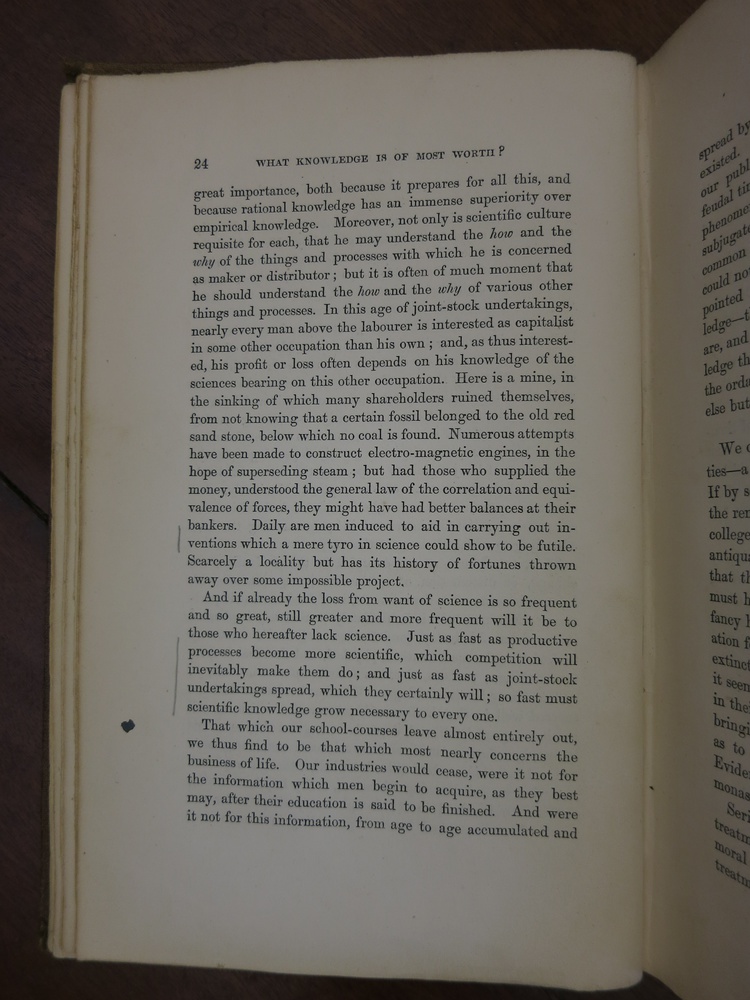 24 WHAT KNOWLEDGE IS OF MOST WORTH?
great importance, both because it prepares for all this, and
because rational knowledge has an immense superiority over
empirical knowledge. Moreover, not only is scientific culture
requisite for each, that he may understand the how and the
why of the things and processes with which he is concerned
as maker or distributor; but it is often of much moment that
he should understand the how and the why of various other
things and processes. In this age of joint-stock undertakings,
nearly every man above the labourer is interested as capitalist
in some other occupation than his own; and, as thus interest-
ed, his profit or loss often depends on his knowledge of the
sciences bearing on this other occupation. Here is a mine, in
the sinking of which many shareholders ruined themselves,
from not knowing that a certain fossil belonged to the old red
sand stone, below which no coal is found. Numerous attempts
have been made to construct electro-magnetic engines, in the
hope of superseding steam; but had those who supplied the
money, understood the general law of the correlation and equi-
valence of forces, they might have had better balances at their
bankers. Daily are men induced to aid in carrying out in-
ventions which a mere tyro in science could show to be futile.
Scarcely a locality but has its history of fortunes thrown
away over some impossible project.
And if already the loss from want of science is so frequent
and so great, still greater and more frequent will it be to
those who hereafter lack science. Just as fast as productive
processes become more scientific, which competition will
inevitably make them do; and just as fast as joint-stock
undertakings spread, which they certainly will; so fast must
scientific knowledge grow necessary to every one.
That which our school-courses leave almost entirely out,
we thus find to be that which most nearly concerns the
business of life. Our industries would cease, were it not for
the information which men begin to acquire, as they best
may, after their education is said to be finished. And were
it not for this information, from age to age accumulated and
spread by
existed.
our publ
feudal ti
phenome
subjugate
common
could no
pointed
ledge—t
are, and
ledge th
the orda
else but
We c
ties—a
If by s
the rer
college
antiqua
that th
must h
fancy l
ation f
extinct
it seem
in the
bringi
as to
Evide
monas
Seri
treatm
moral
treatm